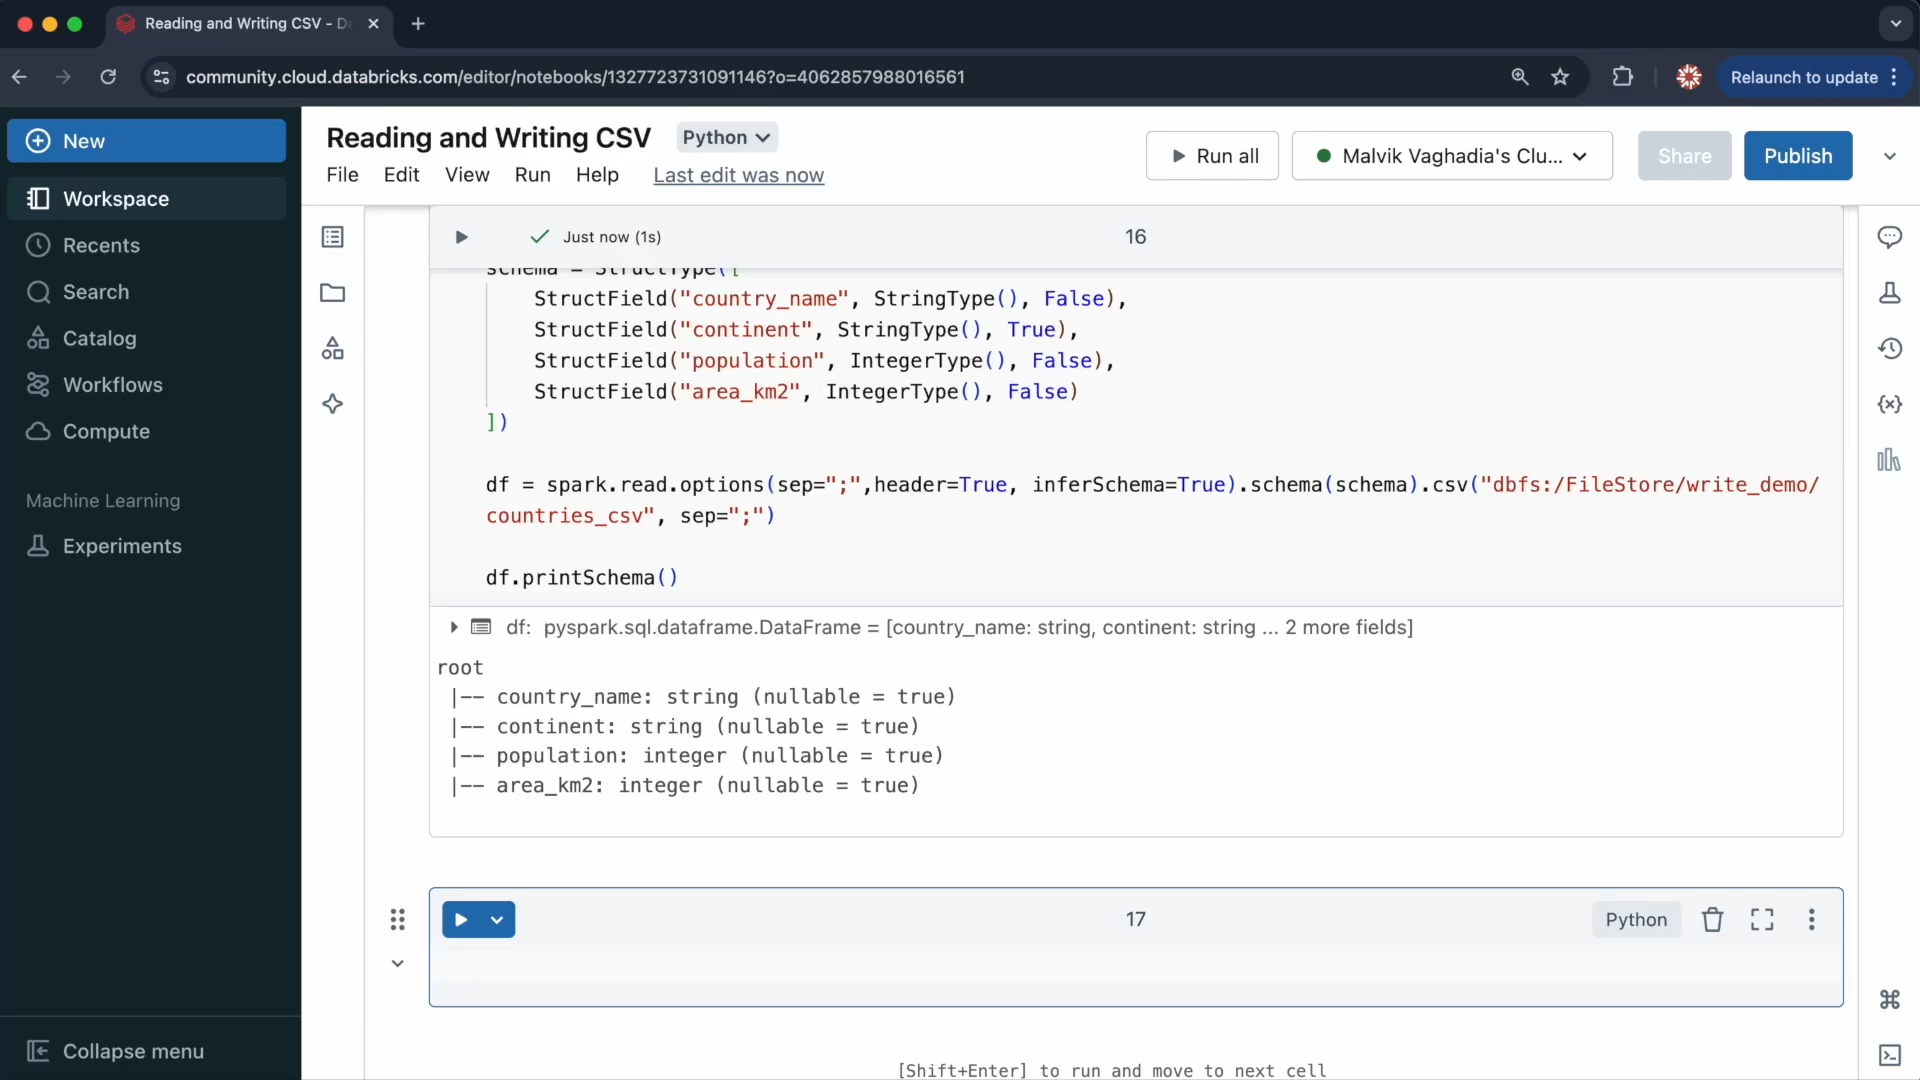 Reading and Writing CSV - Da
community.cloud.databricks.com/editor/notebooks/1327723731091146?o=4062857988016561
Relaunch to update
New
Workspace
Recents
Search
Catalog
Workflows
Compute
Machine Learning
Experiments
Collapse menu
Reading and Writing CSV
Python
File Edit View Run Help Last edit was now
Run all
Malvik Vaghadia's Clu...
Share
Publish
Just now (1s)
16
schema = StructType([
StructField("country_name", StringType(), False),
StructField("continent", StringType(), True),
StructField("population", IntegerType(), False),
StructField("area_km2", IntegerType(), False)
])
df = spark.read.options(sep=";",header=True, inferSchema=True).schema(schema).csv("dbfs:/FileStore/write_demo/
countries_csv", sep=";")
df.printSchema()
df: pyspark.sql.dataframe.DataFrame = [country_name: string, continent: string ... 2 more fields]
root
|-- country_name: string (nullable = true)
|-- continent: string (nullable = true)
|-- population: integer (nullable = true)
|-- area_km2: integer (nullable = true)
17
Python
[Shift+Enter] to run and move to next cell